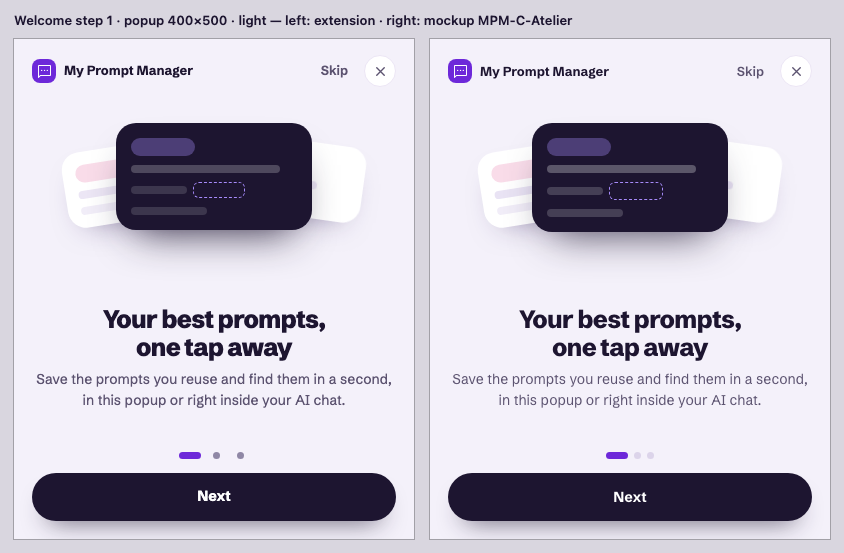 Welcome step 1 · popup 400×500 · light — left: extension · right: mockup MPM-C-Atelier
My Prompt Manager
Skip
Your best prompts,
one tap away
Save the prompts you reuse and find them in a second,
in this popup or right inside your AI chat.
Next
My Prompt Manager
Skip
Your best prompts,
one tap away
Save the prompts you reuse and find them in a second,
in this popup or right inside your AI chat.
Next